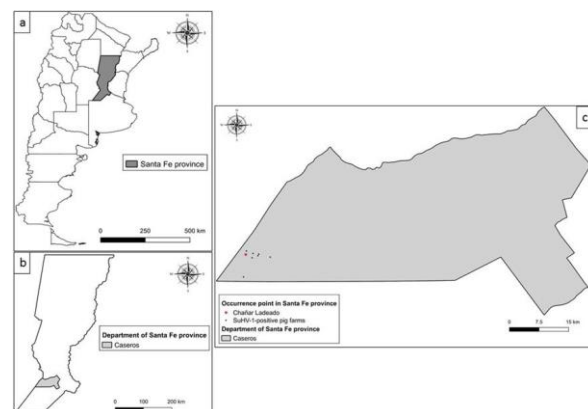 a
N
W
E
S
Santa Fe province
0 250 500 km
b
N
W
E
S
Department of Santa Fe province
Caseros
0 100 200 km
c
N
W
E
S
Occurrence point in Santa Fe province
Chañar Ladeado
SuHV-1-positive pig farms
Department of Santa Fe province
Caseros
0 7.5 15 km